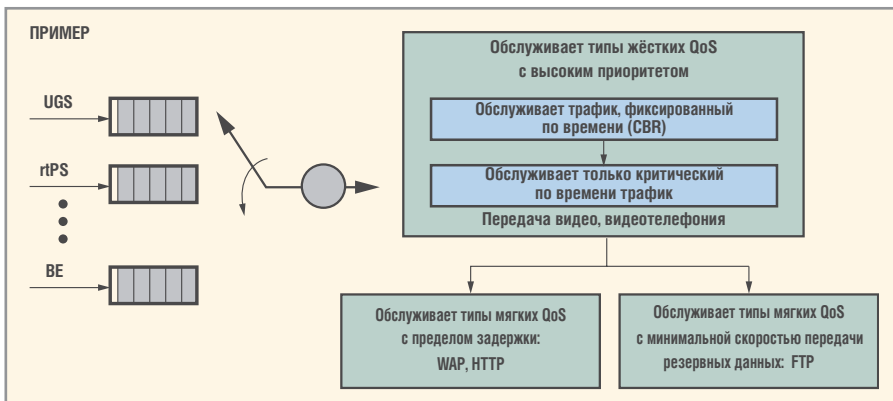 ПРИМЕР
UGS
rtPS
BE
Обслуживает типы жёстких QoS
с высоким приоритетом
Обслуживает трафик, фиксированный
по времени (CBR)
Обслуживает только критический
по времени трафик
Передача видео, видеотелефония
Обслуживает типы мягких QoS
с пределом задержки:
WAP, HTTP
Обслуживает типы мягких QoS
с минимальной скоростью передачи
резервных данных: FTP